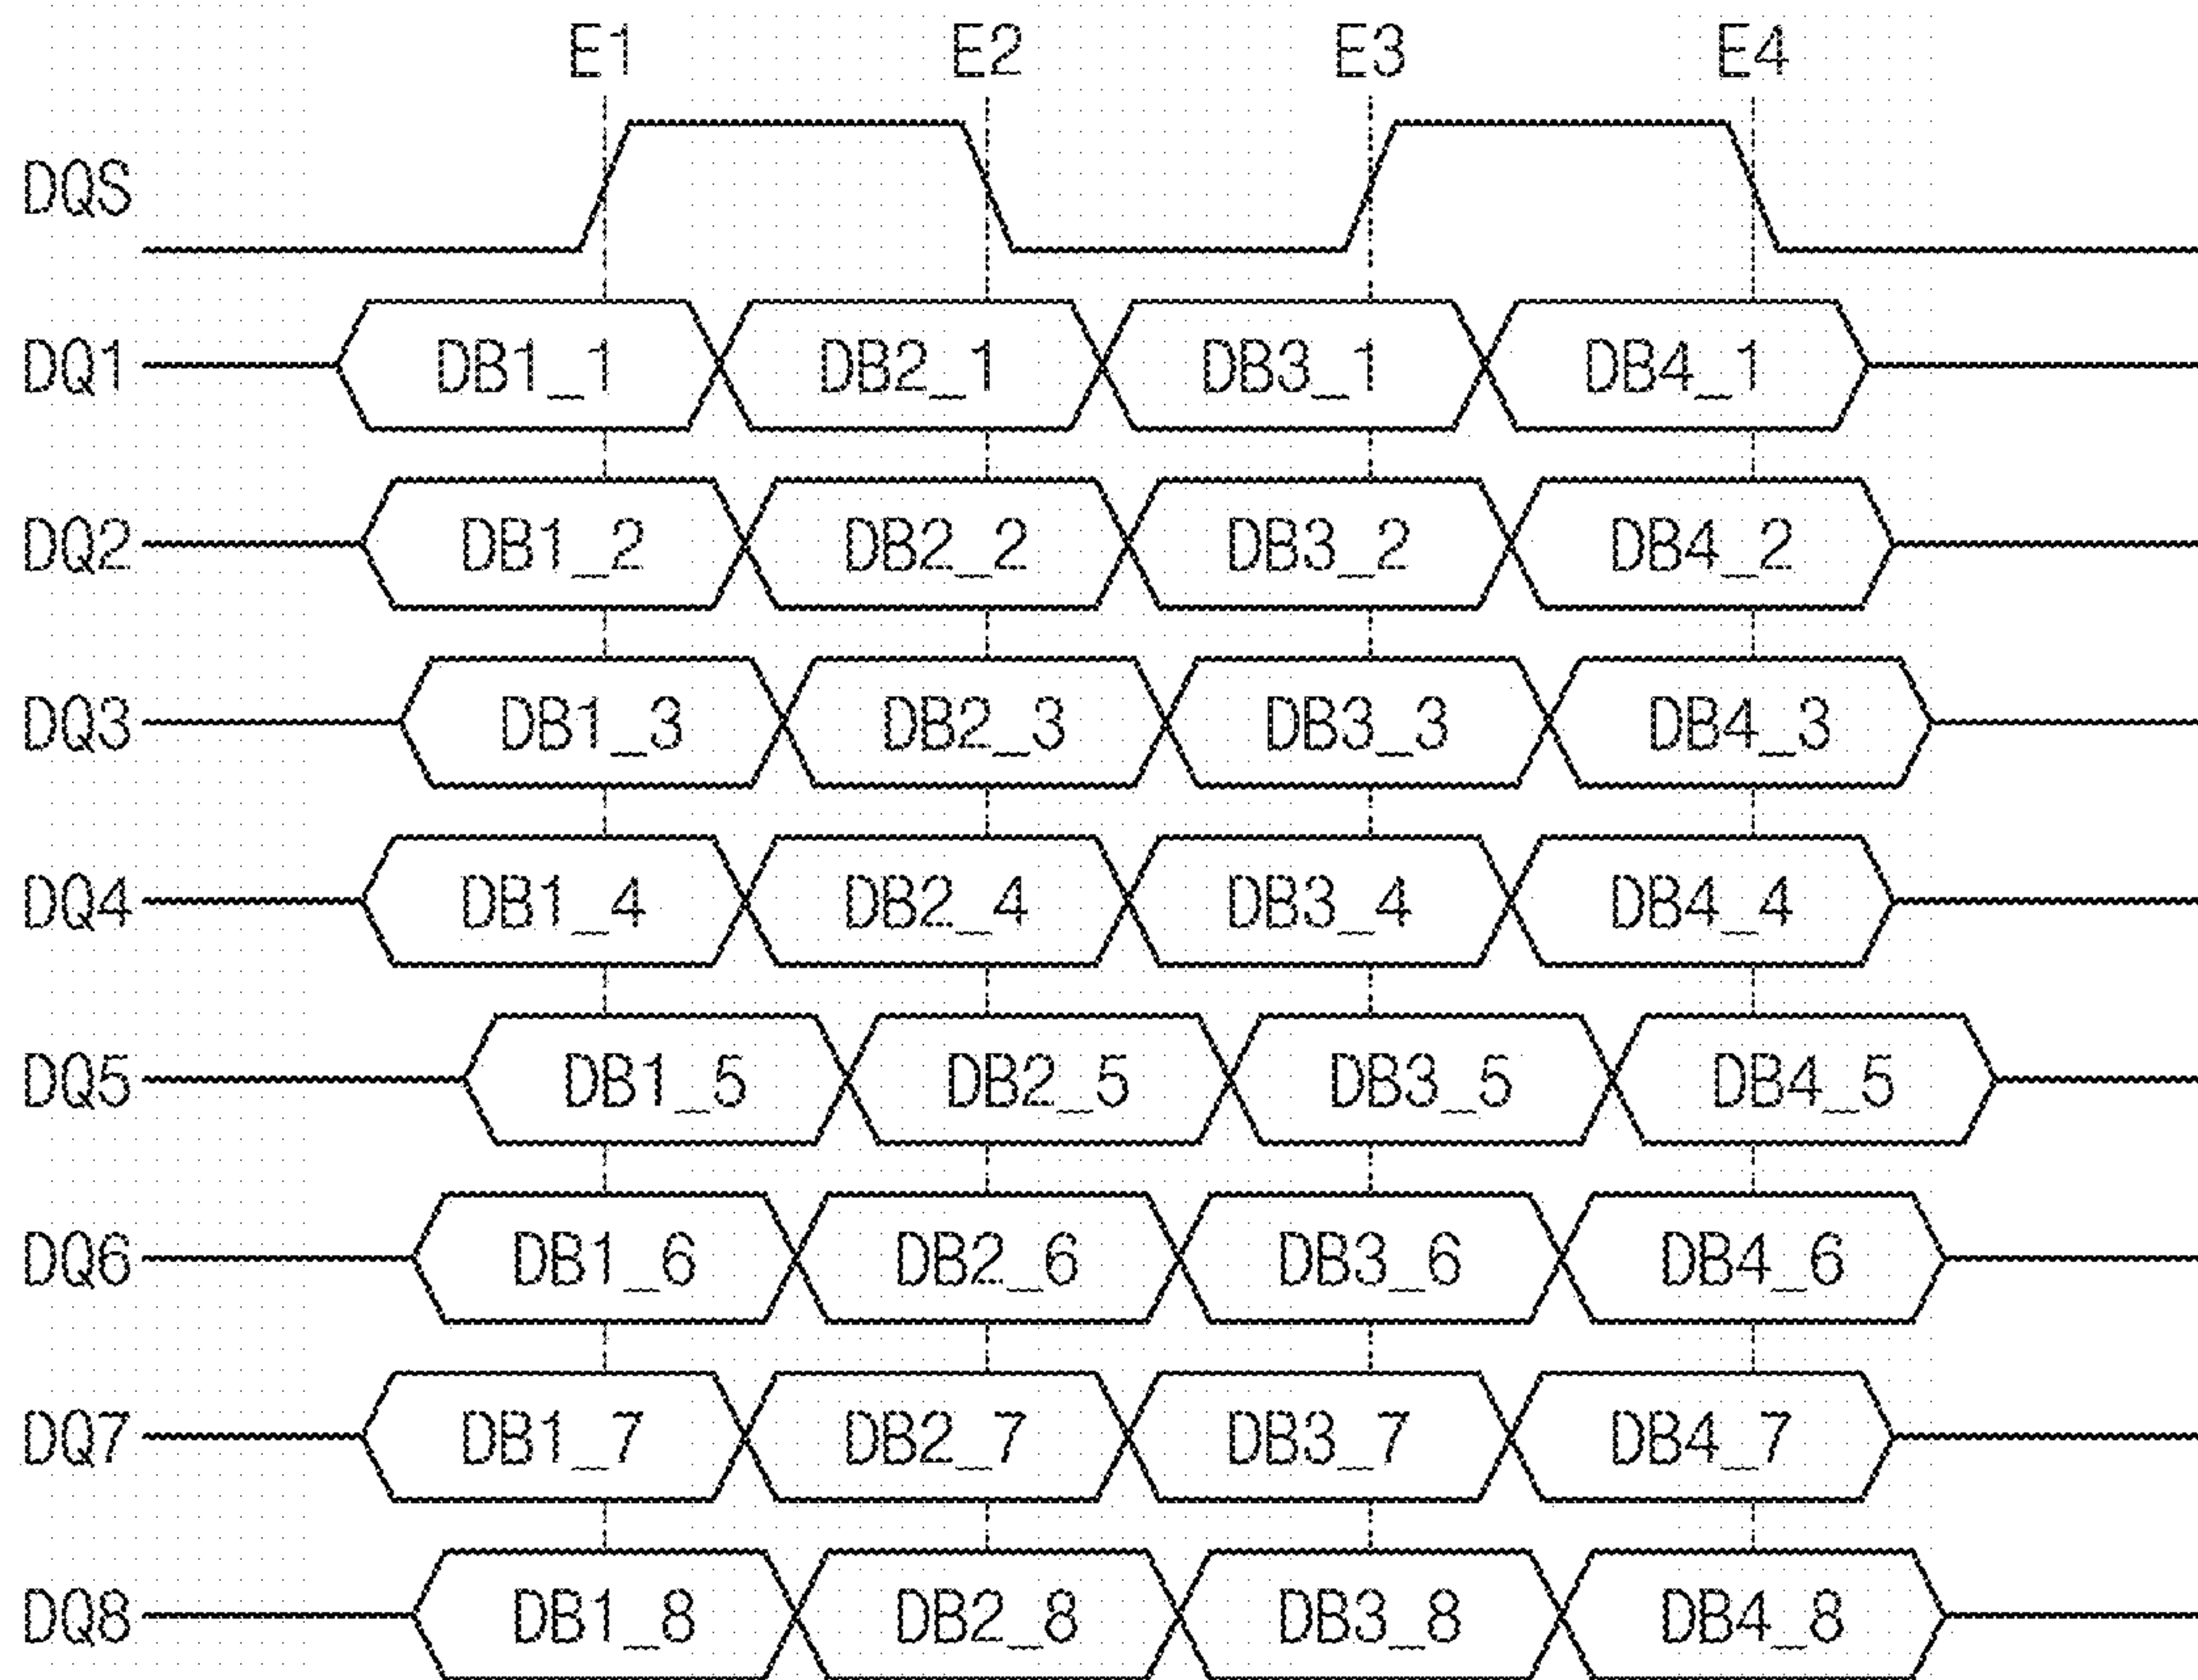 E1 E2 E3 E4
DQS
DQ1 DB1_1 DB2_1 DB3_1 DB4_1
DQ2 DB1_2 DB2_2 DB3_2 DB4_2
DQ3 DB1_3 DB2_3 DB3_3 DB4_3
DQ4 DB1_4 DB2_4 DB3_4 DB4_4
DQ5 DB1_5 DB2_5 DB3_5 DB4_5
DQ6 DB1_6 DB2_6 DB3_6 DB4_6
DQ7 DB1_7 DB2_7 DB3_7 DB4_7
DQ8 DB1_8 DB2_8 DB3_8 DB4_8